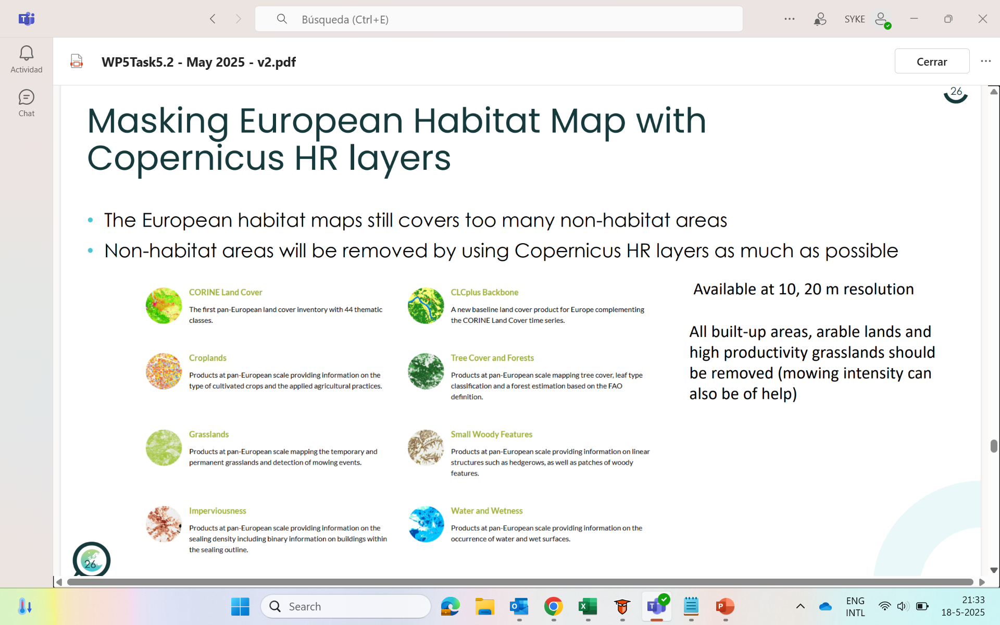 Búsqueda (Ctrl+E)
SYKE
Actividad
Chat
WP5Task5.2 - May 2025 - v2.pdf
Cerrar
26
Masking European Habitat Map with
Copernicus HR layers
• The European habitat maps still covers too many non-habitat areas
• Non-habitat areas will be removed by using Copernicus HR layers as much as possible
CORINE Land Cover
The first pan-European land cover inventory with 44 thematic
classes.
CLCplus Backbone
A new baseline land cover product for Europe complementing
the CORINE Land Cover time series.
Croplands
Products at pan-European scale providing information on the
type of cultivated crops and the applied agricultural practices.
Tree Cover and Forests
Products at pan-European scale mapping tree cover, leaf type
classification and a forest estimation based on the FAO
definition.
Grasslands
Products at pan-European scale mapping the temporary and
permanent grasslands and detection of mowing events.
Small Woody Features
Products at pan-European scale providing information on linear
structures such as hedgerows, as well as patches of woody
features.
Imperviousness
Products at pan-European scale providing information on the
sealing density including binary information on buildings within
the sealing outline.
Water and Wetness
Products at pan-European scale providing information on the
occurrence of water and wet surfaces.
Available at 10, 20 m resolution
All built-up areas, arable lands and
high productivity grasslands should
be removed (mowing intensity can
also be of help)
26
Search
ENG
INTL
21:33
18-5-2025